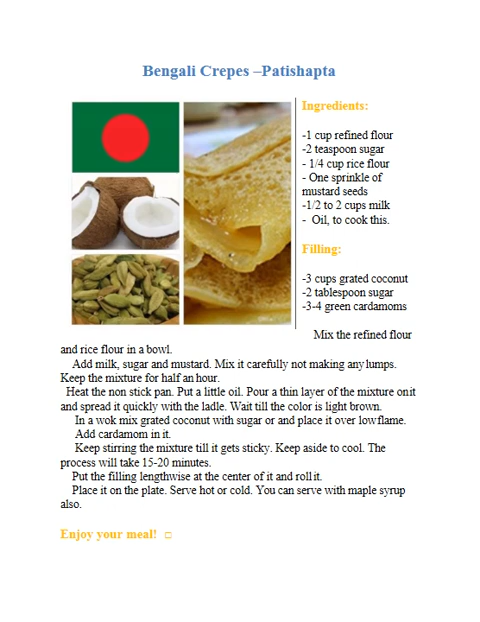 Bengali Crepes –Patishapta
Ingredients:
-1 cup refined flour
-2 teaspoon sugar
- 1/4 cup rice flour
- One sprinkle of
mustard seeds
-1/2 to 2 cups milk
- Oil, to cook this.
Filling:
-3 cups grated coconut
-2 tablespoon sugar
-3-4 green cardamoms
Mix the refined flour
and rice flour in a bowl.
Add milk, sugar and mustard. Mix it carefully not making any lumps.
Keep the mixture for half an hour.
Heat the non stick pan. Put a little oil. Pour a thin layer of the mixture on it
and spread it quickly with the ladle. Wait till the color is light brown.
In a wok mix grated coconut with sugar or and place it over low flame.
Add cardamom in it.
Keep stirring the mixture till it gets sticky. Keep aside to cool. The
process will take 15-20 minutes.
Put the filling lengthwise at the center of it and roll it.
Place it on the plate. Serve hot or cold. You can serve with maple syrup
also.
Enjoy your meal! □